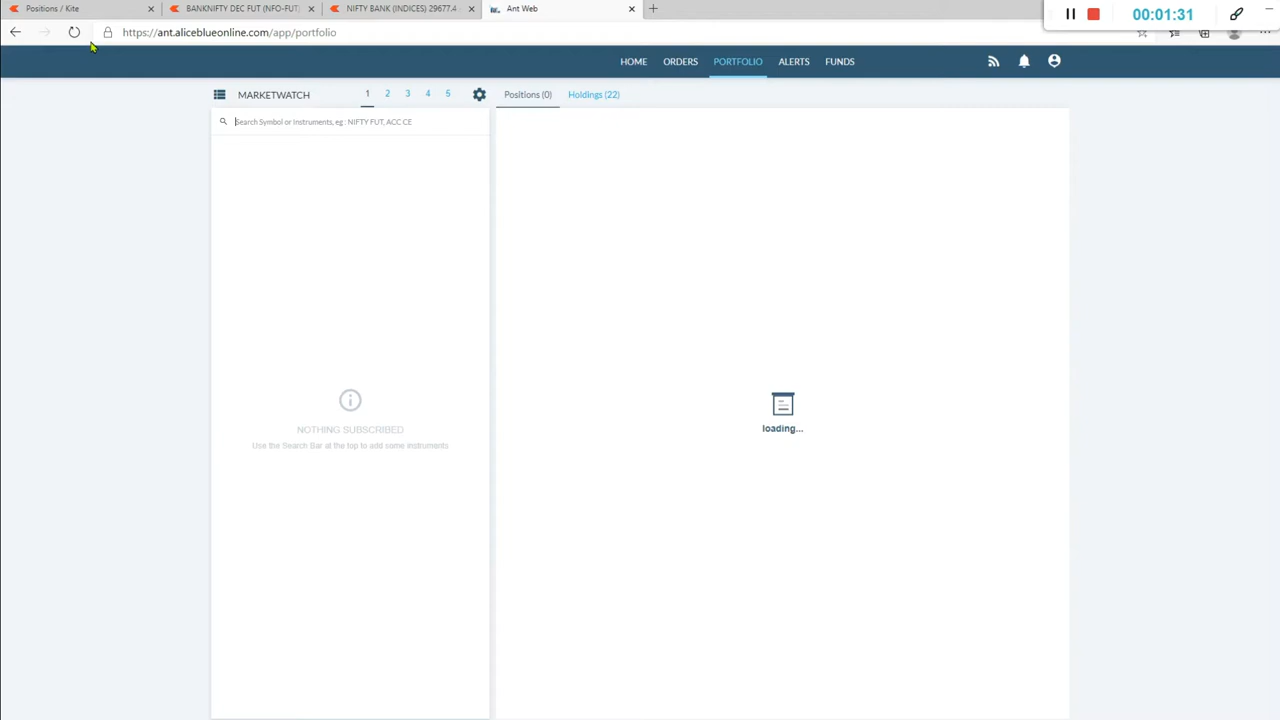 Positions / Kite
BANKNIFTY DEC FUT (NFO-FUT)
NIFTY BANK (INDICES) 29677.4
Ant Web
00:01:31
https://ant.aliceblueonline.com/app/portfolio
HOME
ORDERS
PORTFOLIO
ALERTS
FUNDS
MARKETWATCH
1
2
3
4
5
Positions (0)
Holdings (22)
Search Symbol or Instruments, eg : NIFTY FUT, ACC CE
NOTHING SUBSCRIBED
Use the Search Bar at the top to add some instruments
loading...